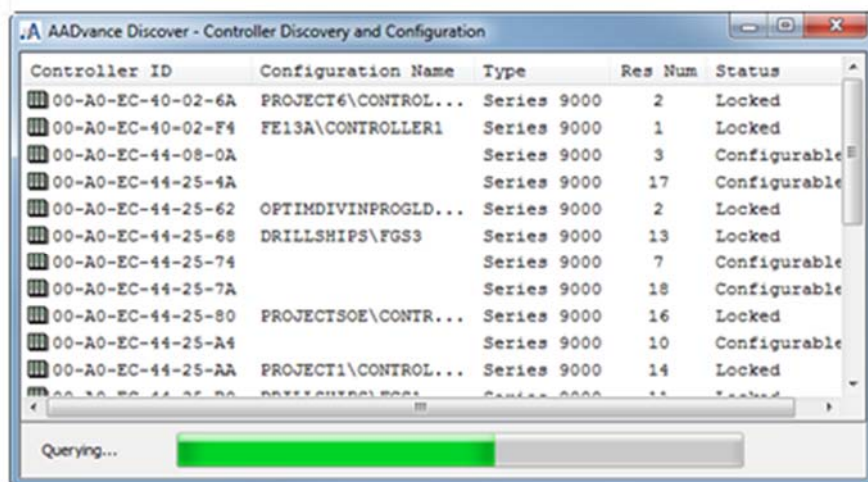 AADvance Discover - Controller Discovery and Configuration
Controller ID Configuration Name Type Res Num Status
00-A0-EC-40-02-6A PROJECT6\CONTROL... Series 9000 2 Locked
00-A0-EC-40-02-F4 FE13A\CONTROLLER1 Series 9000 1 Locked
00-A0-EC-44-08-0A Series 9000 3 Configurable
00-A0-EC-44-25-4A Series 9000 17 Configurable
00-A0-EC-44-25-62 OPTIMDIVINPROGLD... Series 9000 2 Locked
00-A0-EC-44-25-68 DRILLSHIPS\FGS3 Series 9000 13 Locked
00-A0-EC-44-25-74 Series 9000 7 Configurable
00-A0-EC-44-25-7A Series 9000 18 Configurable
00-A0-EC-44-25-80 PROJECTSOE\CONTR... Series 9000 16 Locked
00-A0-EC-44-25-A4 Series 9000 10 Configurable
00-A0-EC-44-25-AA PROJECT1\CONTROL... Series 9000 14 Locked
Querying...